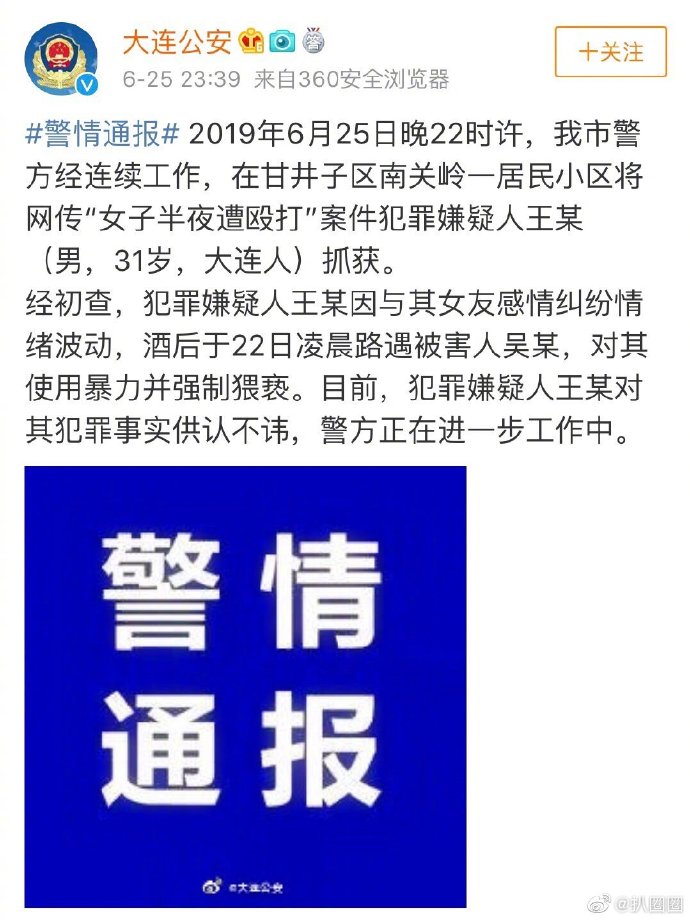 大连公安
6-25 23:39 来自360安全浏览器
十关注
#警情通报# 2019年6月25日晚22时许，我市警
方经连续工作，在甘井子区南关岭一居民小区将
网传“女子半夜遭殴打”案件犯罪嫌疑人王某
（男，31岁，大连人）抓获。
经初查，犯罪嫌疑人王某因与其女友感情纠纷情
绪波动，酒后于22日凌晨路遇被害人吴某，对其
使用暴力并强制猥亵。目前，犯罪嫌疑人王某对
其犯罪事实供认不讳，警方正在进一步工作中。
警情
通报
@大连公安
@扒圈圈